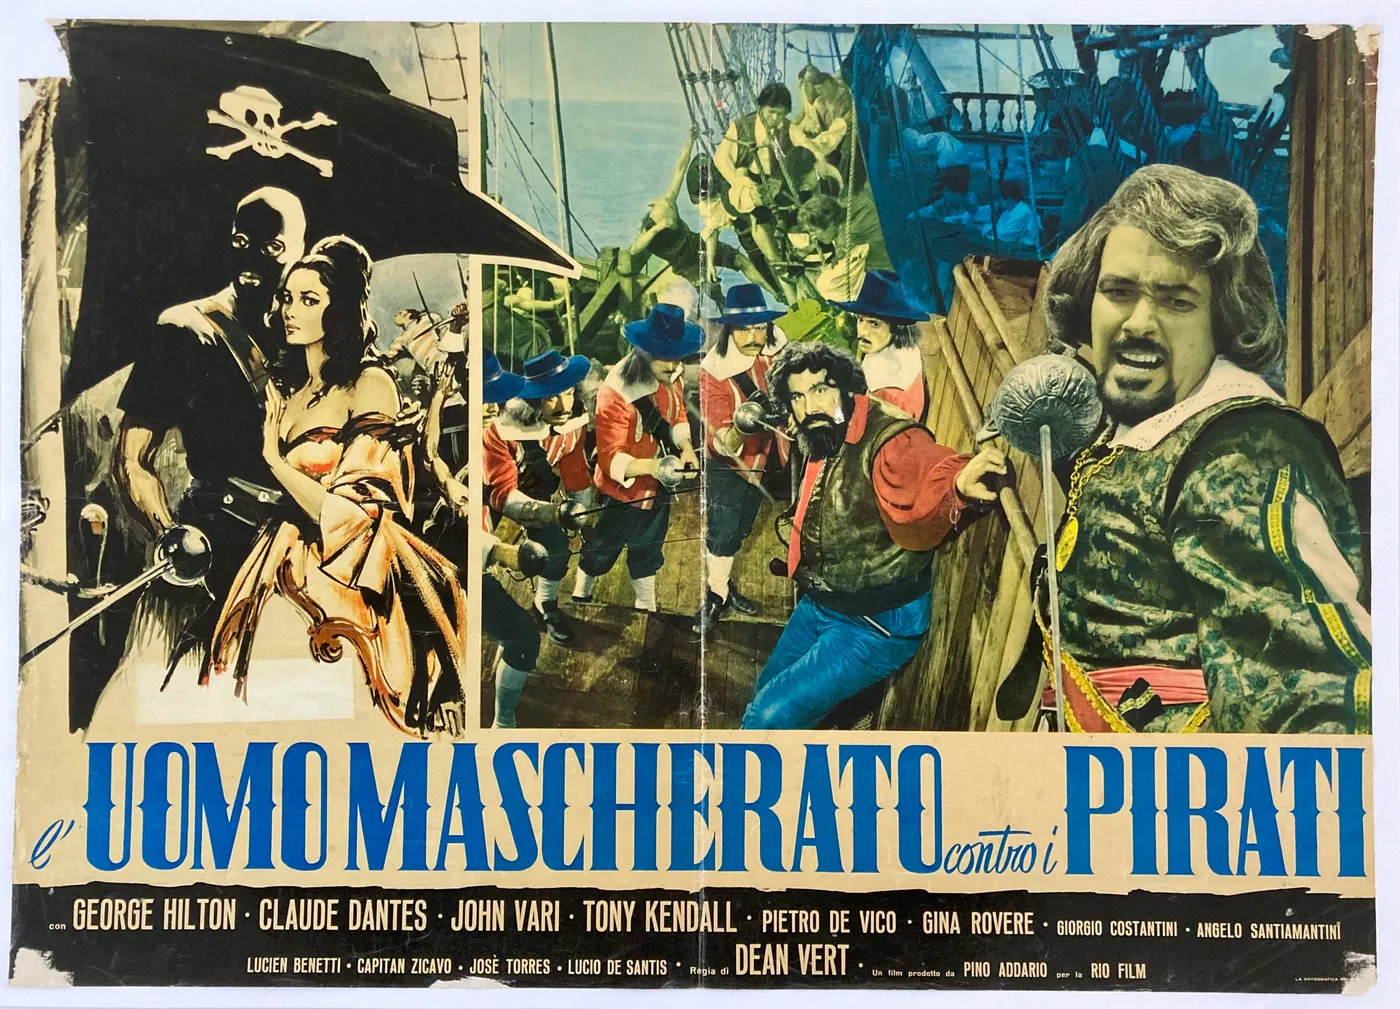 l'UOMO MASCHERATO contro i PIRATI
con GEORGE HILTON · CLAUDE DANTES · JOHN VARI · TONY KENDALL · PIETRO DE VICO · GINA ROVERE · GIORGIO COSTANTINI · ANGELO SANTIAMANTINI
LUCIEN BENETTI · CAPITAN ZICAVO · JOSÈ TORRES · LUCIO DE SANTIS · Regia di DEAN VERT · Un film prodotto da PINO ADDARIO per la RIO FILM
LA ROTOGRAFICA